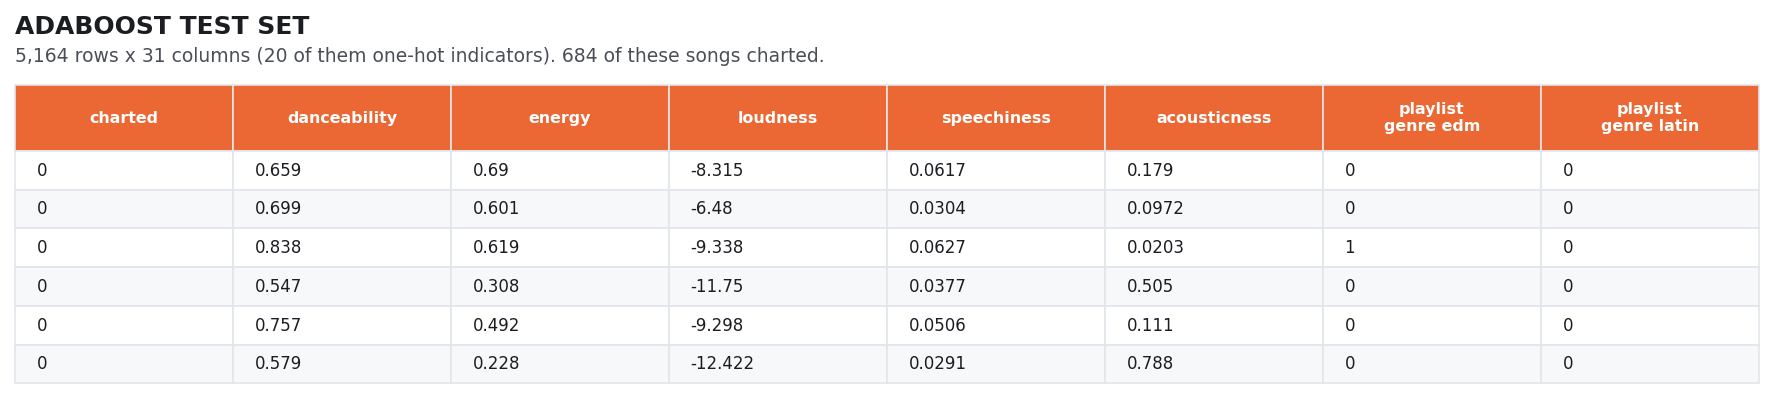 ADABOOST TEST SET
5,164 rows x 31 columns (20 of them one-hot indicators). 684 of these songs charted.
charted danceability energy loudness speechiness acousticness playlist genre edm playlist genre latin
0 0.659 0.69 -8.315 0.0617 0.179 0 0
0 0.699 0.601 -6.48 0.0304 0.0972 0 0
0 0.838 0.619 -9.338 0.0627 0.0203 1 0
0 0.547 0.308 -11.75 0.0377 0.505 0 0
0 0.757 0.492 -9.298 0.0506 0.111 0 0
0 0.579 0.228 -12.422 0.0291 0.788 0 0